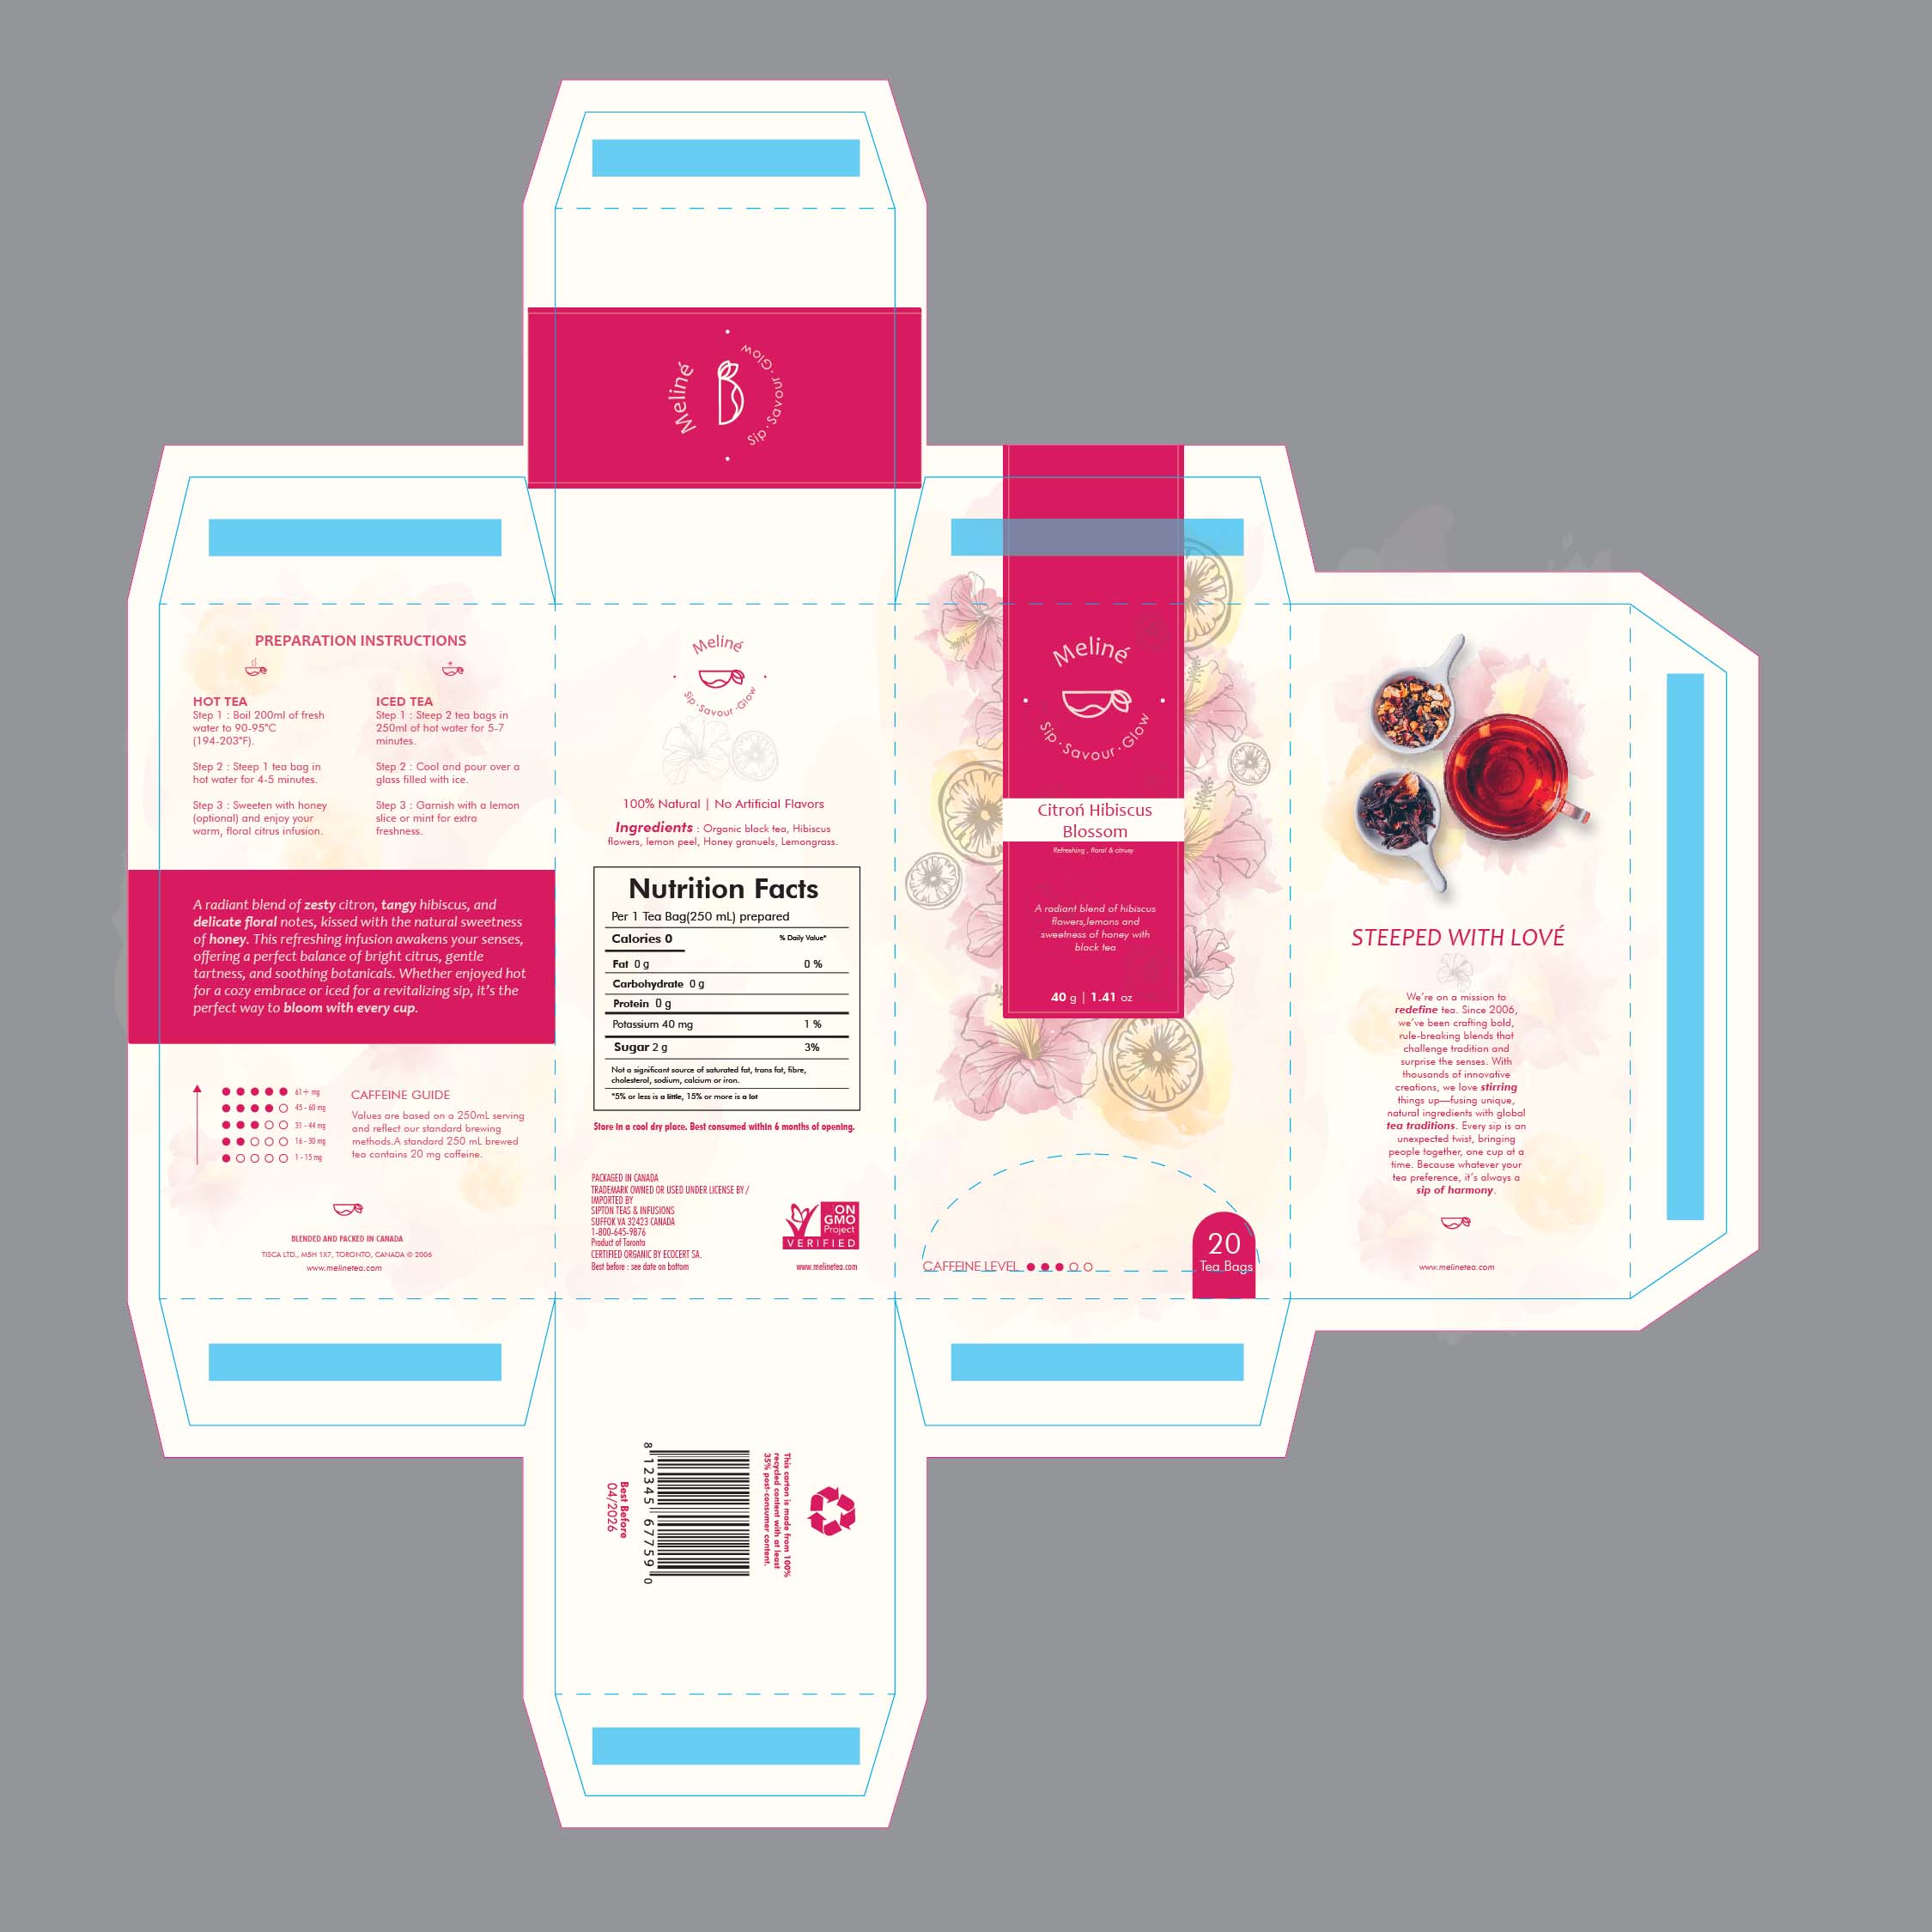 Meliné
Sip·Savour·Glow
PREPARATION INSTRUCTIONS
HOT TEA
Step 1 : Boil 200ml of fresh
water to 90-95°C
(194-203°F).
Step 2 : Steep 1 tea bag in
hot water for 4-5 minutes.
Step 3 : Sweeten with honey
(optional) and enjoy your
warm, floral citrus infusion.
ICED TEA
Step 1 : Steep 2 tea bags in
250ml of hot water for 5-7
minutes.
Step 2 : Cool and pour over a
glass filled with ice.
Step 3 : Garnish with a lemon
slice or mint for extra
freshness.
A radiant blend of zesty citron, tangy hibiscus, and
delicate floral notes, kissed with the natural sweetness
of honey. This refreshing infusion awakens your senses,
offering a perfect balance of bright citrus, gentle
tartness, and soothing botanicals. Whether enjoyed hot
for a cozy embrace or iced for a revitalizing sip, it's the
perfect way to bloom with every cup.
61+ mg
45 - 60 mg
31 - 44 mg
16 - 30 mg
1 - 15 mg
CAFFEINE GUIDE
Values are based on a 250mL serving
and reflect our standard brewing
methods.A standard 250 mL brewed
tea contains 20 mg caffeine.
BLENDED AND PACKED IN CANADA
TISCA LTD., M5H 1X7, TORONTO, CANADA © 2006
www.melinetea.com
Meliné
Sip·Savour·Glow
100% Natural | No Artificial Flavors
Ingredients : Organic black tea, Hibiscus
flowers, lemon peel, Honey granuels, Lemongrass.
Nutrition Facts
Per 1 Tea Bag(250 mL) prepared
Calories 0 % Daily Value*
Fat 0 g 0 %
Carbohydrate 0 g
Protein 0 g
Potassium 40 mg 1 %
Sugar 2 g 3%
Not a significant source of saturated fat, trans fat, fibre,
cholesterol, sodium, calcium or iron.
*5% or less is a little, 15% or more is a lot
Store in a cool dry place. Best consumed within 6 months of opening.
PACKAGED IN CANADA
TRADEMARK OWNED OR USED UNDER LICENSE BY /
IMPORTED BY
SIPTON TEAS & INFUSIONS
SUFFOK VA 32423 CANADA
1-800-645-9876
Product of Toronto
CERTIFIED ORGANIC BY ECOCERT SA.
Best before : see date on bottom
ON
GMO
Project
VERIFIED
www.melinetea.com
Meliné
Sip·Savour·Glow
Citroń Hibiscus
Blossom
Refreshing , floral & citruay
A radiant blend of hibiscus
flowers,lemons and
sweetness of honey with
black tea
40 g | 1.41 oz
CAFFEINE LEVEL
20
Tea Bags
STEEPED WITH LOVÉ
We're on a mission to
redefine tea. Since 2006,
we've been crafting bold,
rule-breaking blends that
challenge tradition and
surprise the senses. With
thousands of innovative
creations, we love stirring
things up—fusing unique,
natural ingredients with global
tea traditions. Every sip is an
unexpected twist, bringing
people together, one cup at a
time. Because whatever your
tea preference, it's always a
sip of harmony.
www.melinetea.com
This carton is made from 100%
recycled content with at least
35% post-consumer content.
8 12345 67759 0
Best Before
04/2026